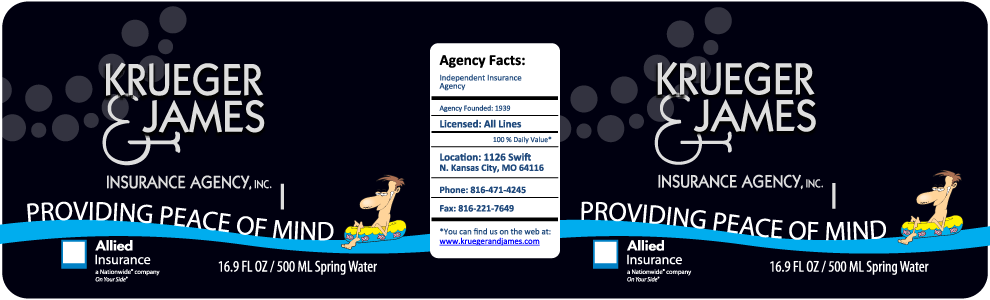 KRUEGER
& JAMES
INSURANCE AGENCY, INC.
PROVIDING PEACE OF MIND
Allied
Insurance
a Nationwide® company
On Your Side®
16.9 FL OZ / 500 ML Spring Water
Agency Facts:
Independent Insurance
Agency
Agency Founded: 1939
Licensed: All Lines
100 % Daily Value*
Location: 1126 Swift
N. Kansas City, MO 64116
Phone: 816-471-4245
Fax: 816-221-7649
*You can find us on the web at:
www.kruegerandjames.com
KRUEGER
& JAMES
INSURANCE AGENCY, INC.
PROVIDING PEACE OF MIND
Allied
Insurance
a Nationwide® company
On Your Side®
16.9 FL OZ / 500 ML Spring Water